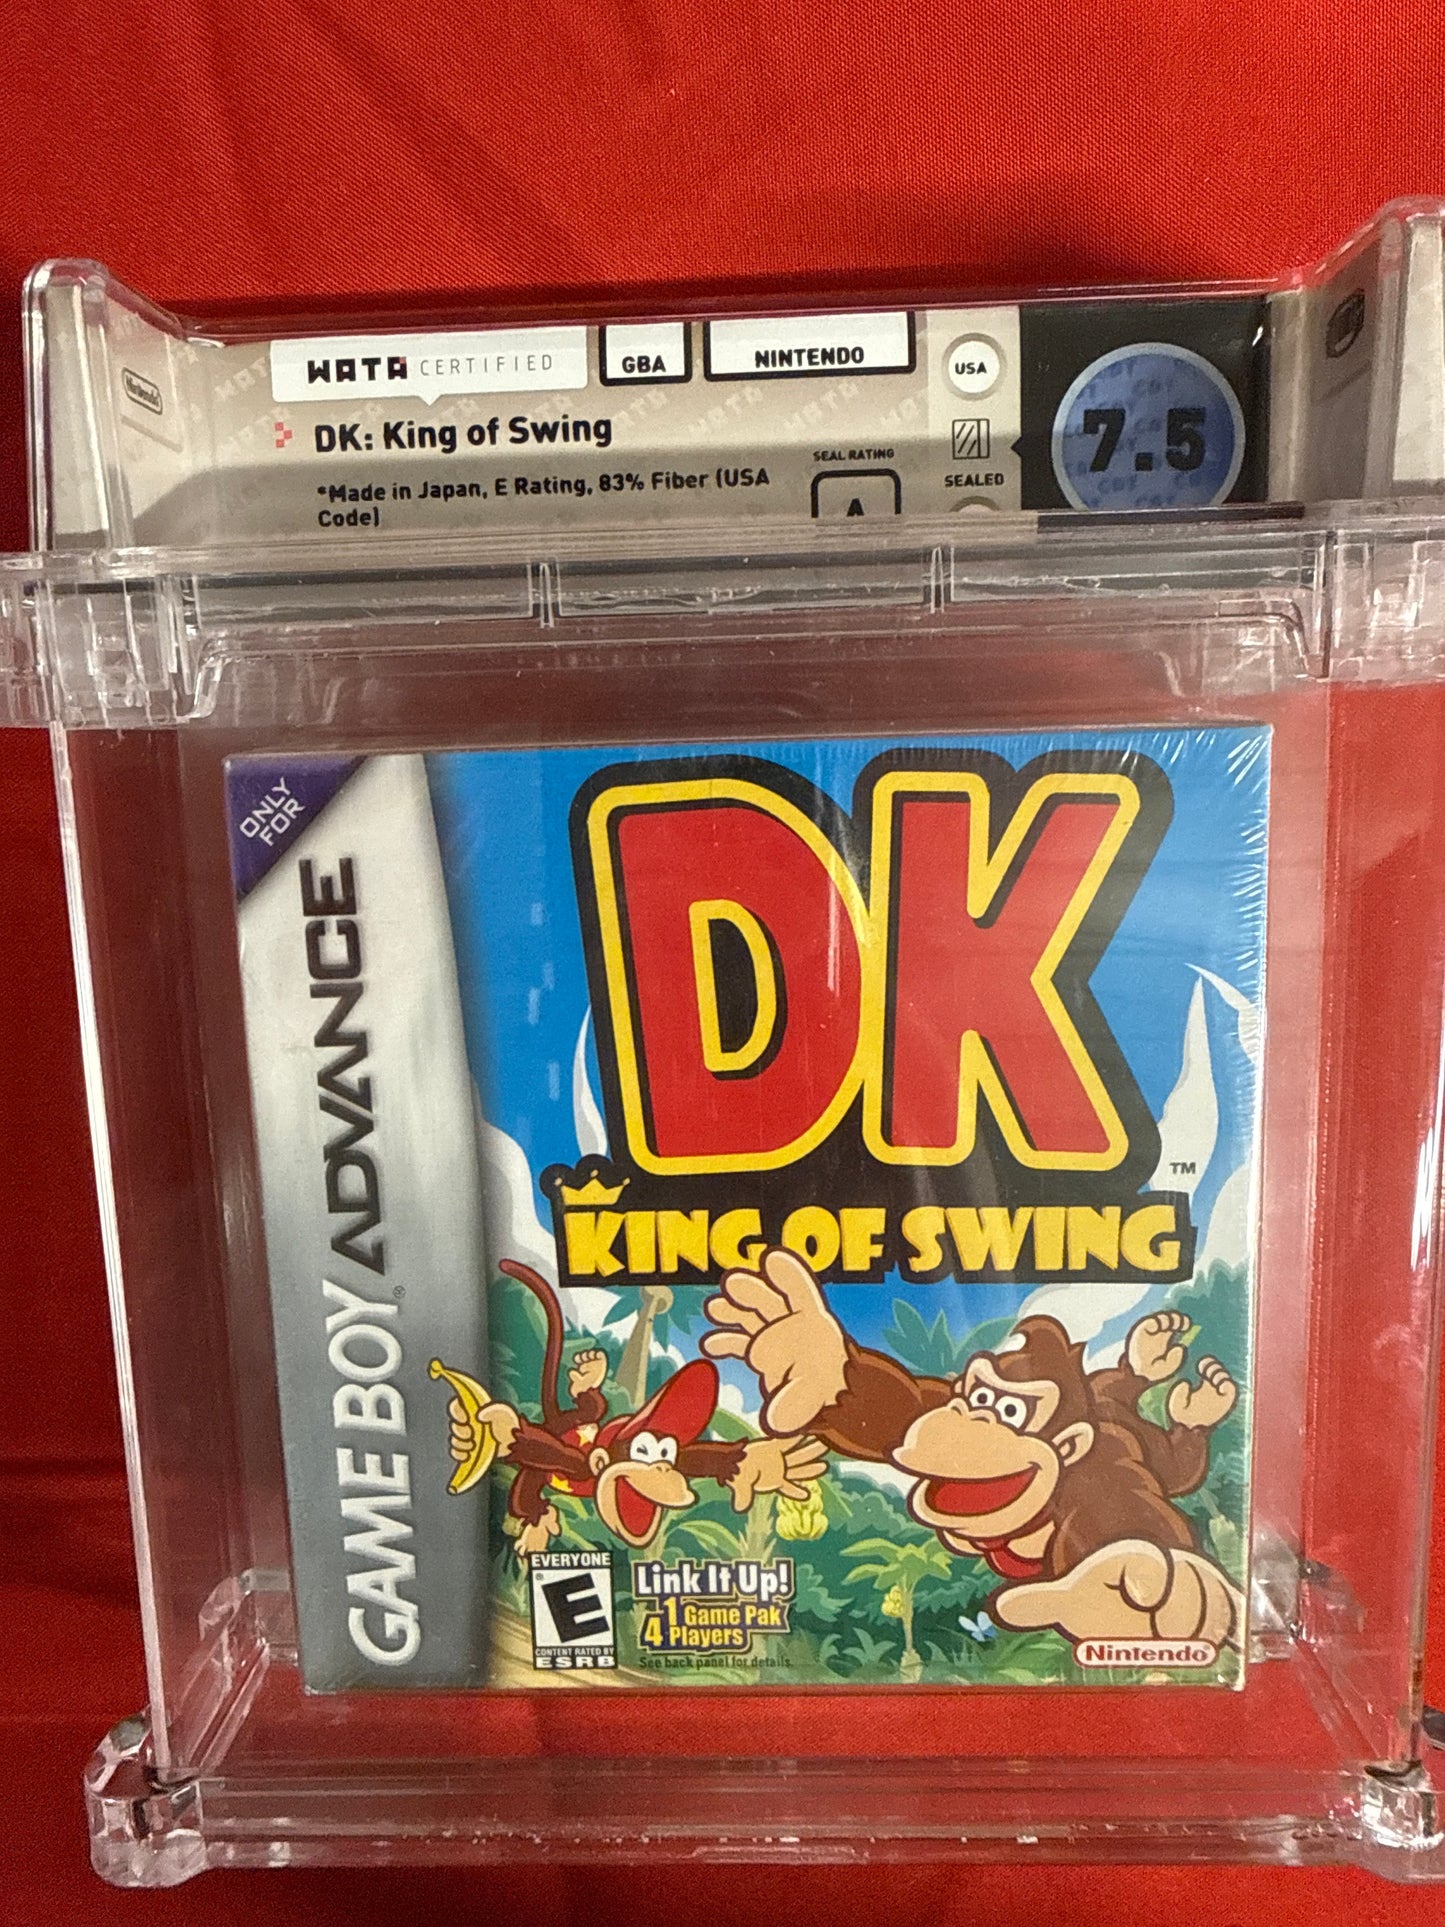 Nintendo
WATA CERTIFIED
GBA
NINTENDO
USA
DK: King of Swing
*Made in Japan, E Rating, 83% Fiber (USA
Code)
SEAL RATING
A
SEALED
7.5
ONLY
FOR
GAME BOY ADVANCE
®
DK
TM
KING OF SWING
EVERYONE
E
®
CONTENT RATED BY
ESRB
Link It Up!
1 Game Pak
4 Players
See back panel for details.
Nintendo